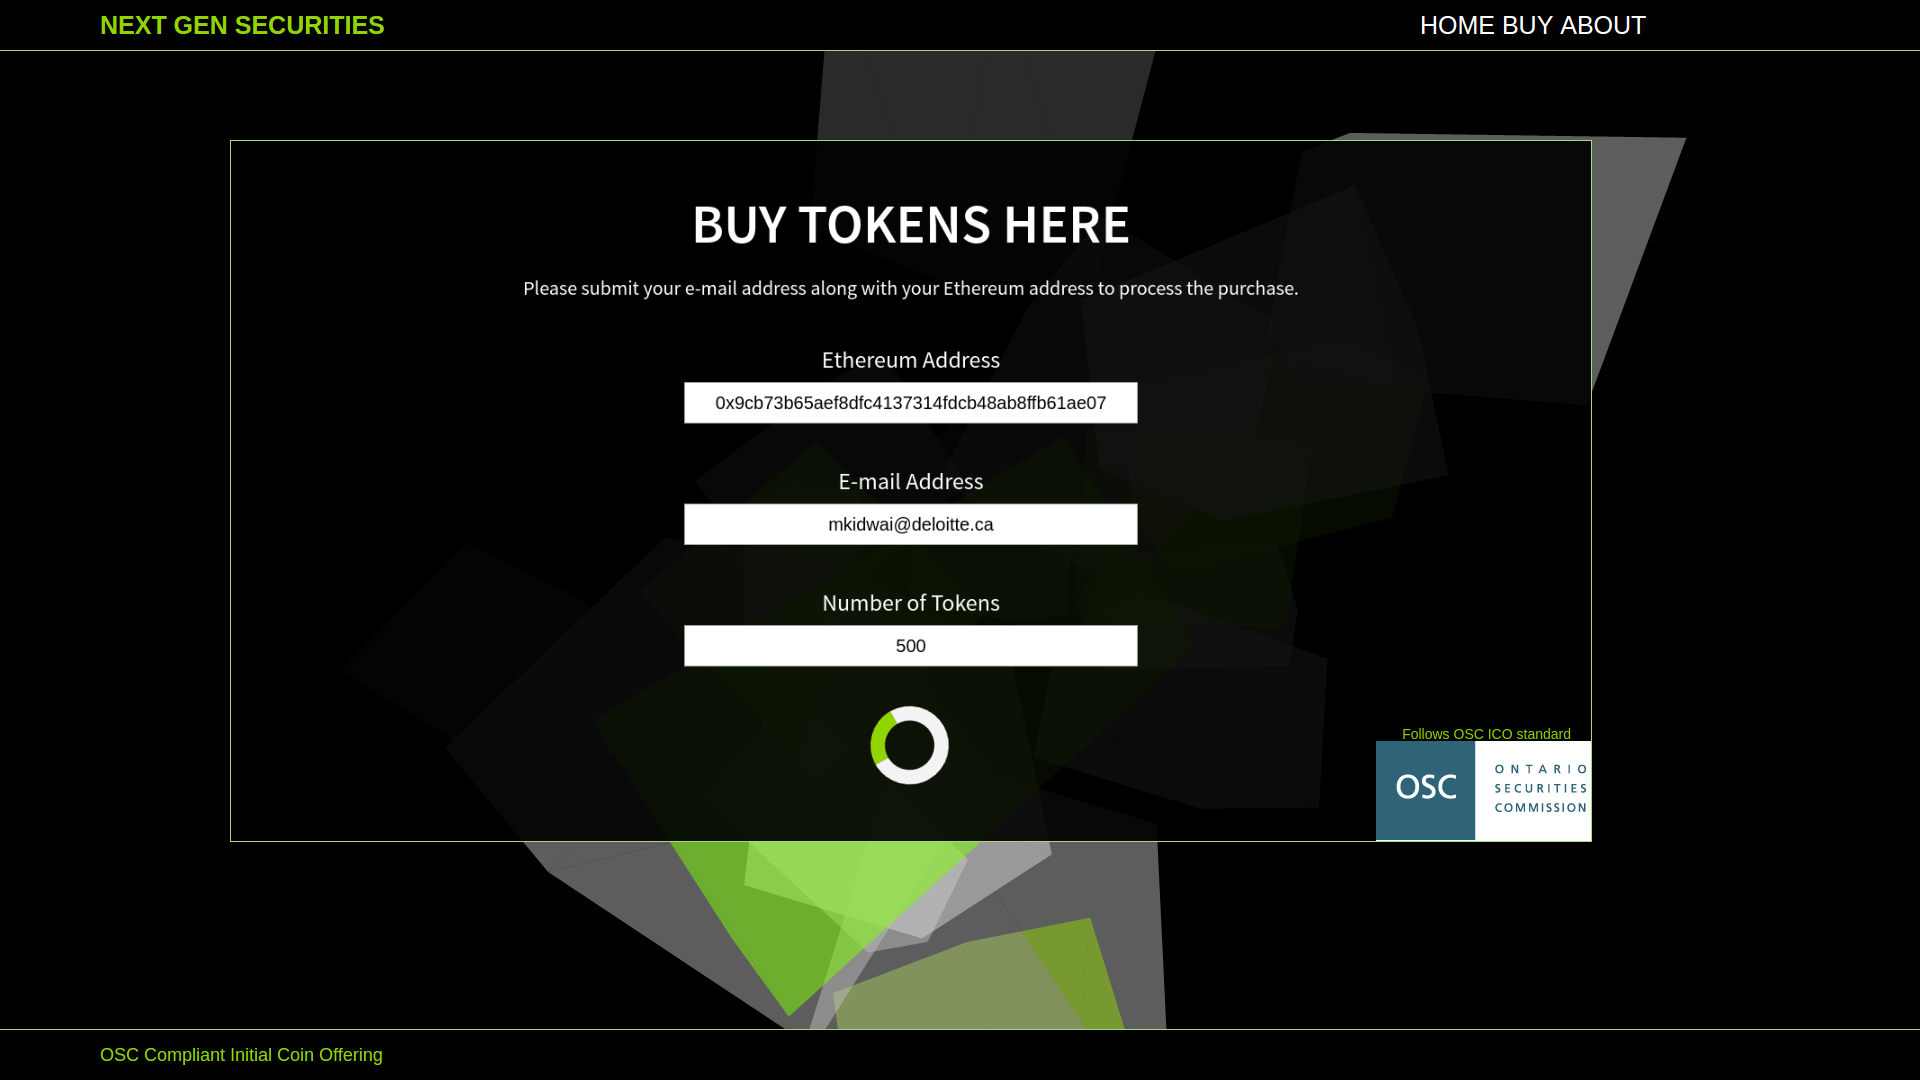 NEXT GEN SECURITIES
HOME BUY ABOUT
BUY TOKENS HERE
Please submit your e-mail address along with your Ethereum address to process the purchase.
Ethereum Address
0x9cb73b65aef8dfc4137314fdcb48ab8ffb61ae07
E-mail Address
mkidwai@deloitte.ca
Number of Tokens
500
Follows OSC ICO standard
OSC
ONTARIO
SECURITIES
COMMISSION
OSC Compliant Initial Coin Offering